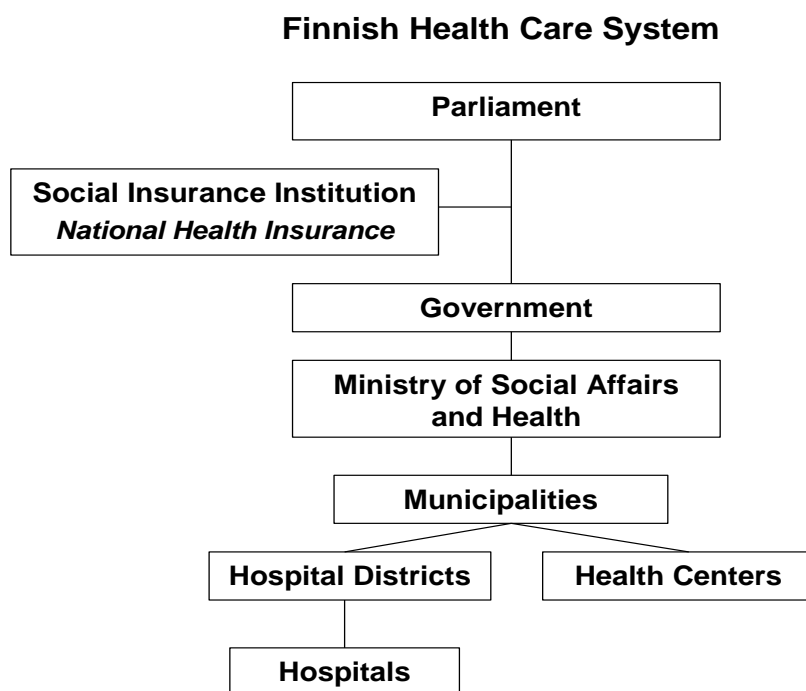 Finnish Health Care System
Parliament
Social Insurance Institution
National Health Insurance
Government
Ministry of Social Affairs
and Health
Municipalities
Hospital Districts
Health Centers
Hospitals